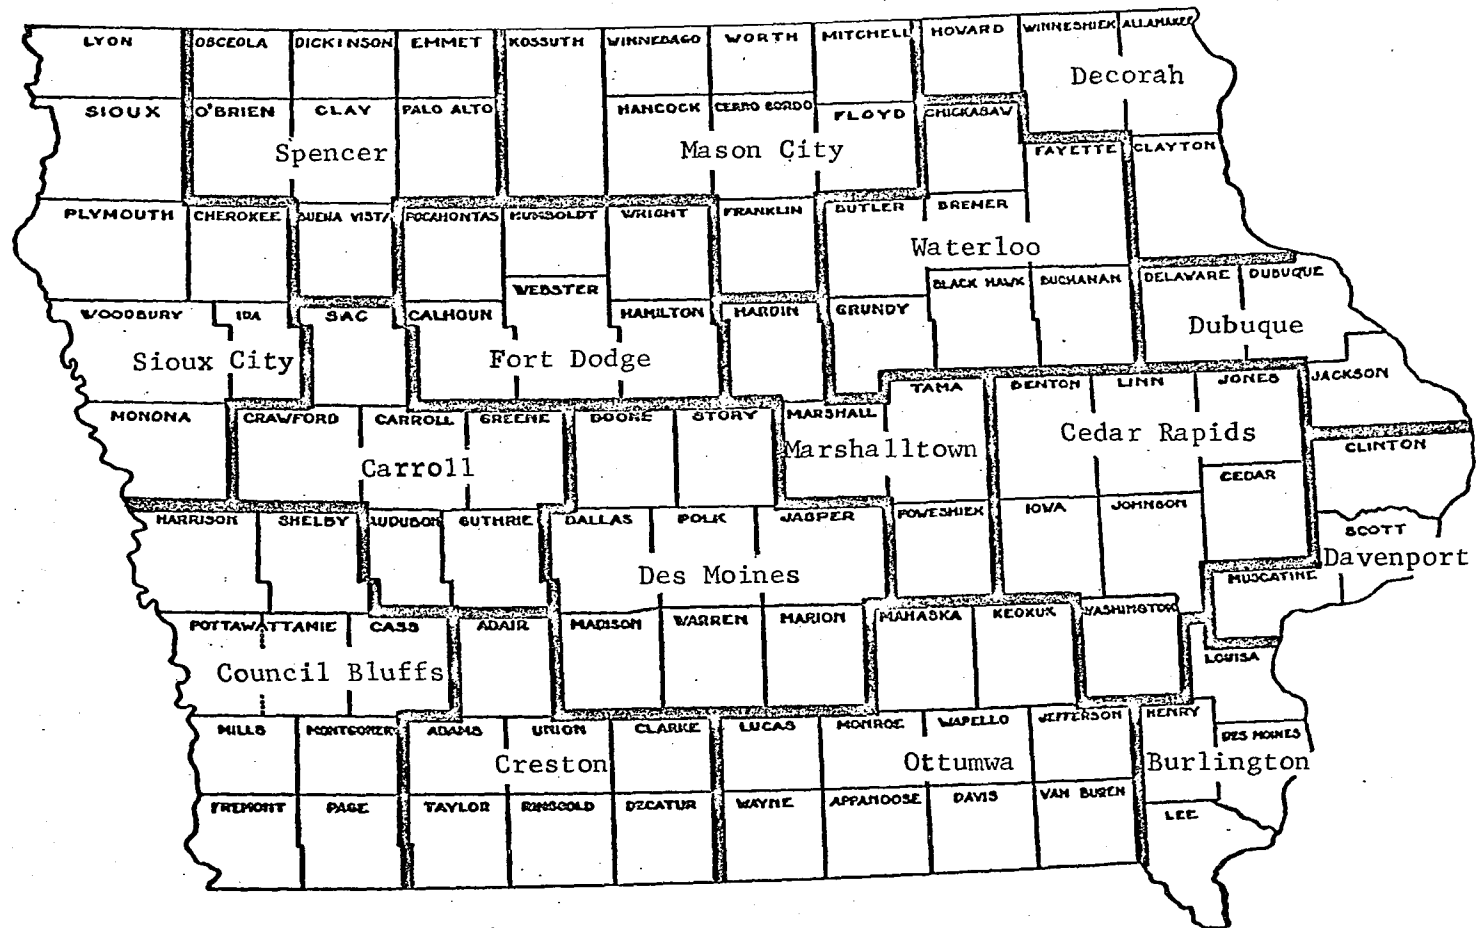 LYON OSCEOLA DICKINSON EMMET KOSSUTH WINNEBAGO WORTH MITCHELL HOWARD WINNESHIEK ALLAMAKEE
Decorah
SIOUX O'BRIEN CLAY PALO ALTO HANCOCK CERRO GORDO FLOYD CHICKASAW
Spencer Mason City
FAYETTE CLAYTON
PLYMOUTH CHEROKEE BUENA VISTA POCAHONTAS HUMBOLDT WRIGHT FRANKLIN BUTLER BREMER
Waterloo
WEBSTER BLACK HAWK BUCHANAN DELAWARE DUBUQUE
WOODBURY IDA SAC CALHOUN HAMILTON HARDIN GRUNDY
Dubuque
Sioux City Fort Dodge
TAMA BENTON LINN JONES JACKSON
MONONA CRAWFORD CARROLL GREENE BOONE STORY MARSHALL
Carroll Marshalltown Cedar Rapids
CLINTON
CEDAR
HARRISON SHELBY AUDUBON GUTHRIE DALLAS POLK JASPER POWESHIEK IOWA JOHNSON
SCOTT
Des Moines Davenport
MUSCATINE
POTTAWATTAMIE CASS ADAIR MADISON WARREN MARION MAHASKA KEOKUK WASHINGTON
LOUISA
Council Bluffs
MILLS MONTGOMERY ADAMS UNION CLARKE LUCAS MONROE WAPELLO JEFFERSON HENRY
DES MOINES
Creston Ottumwa Burlington
FREMONT PAGE TAYLOR RINGGOLD DECATUR WAYNE APPANOOSE DAVIS VAN BUREN
LEE